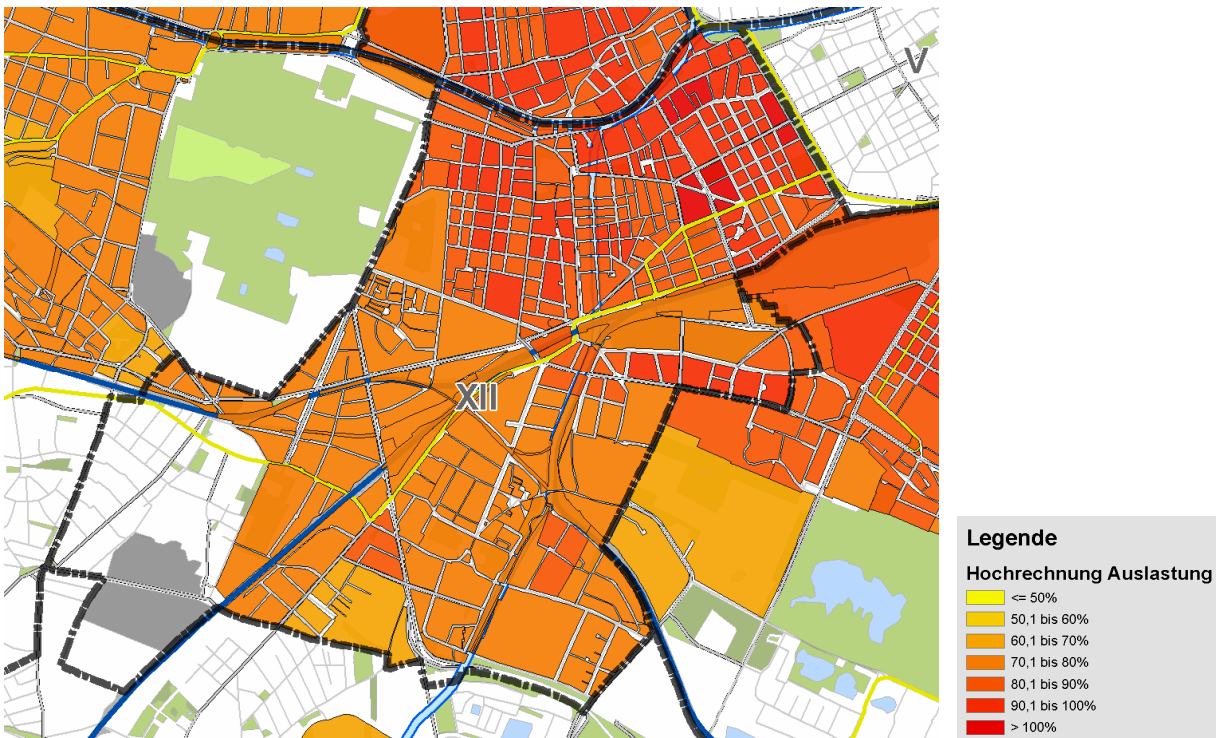 V
XII
Legende
Hochrechnung Auslastung
<= 50%
50,1 bis 60%
60,1 bis 70%
70,1 bis 80%
80,1 bis 90%
90,1 bis 100%
> 100%